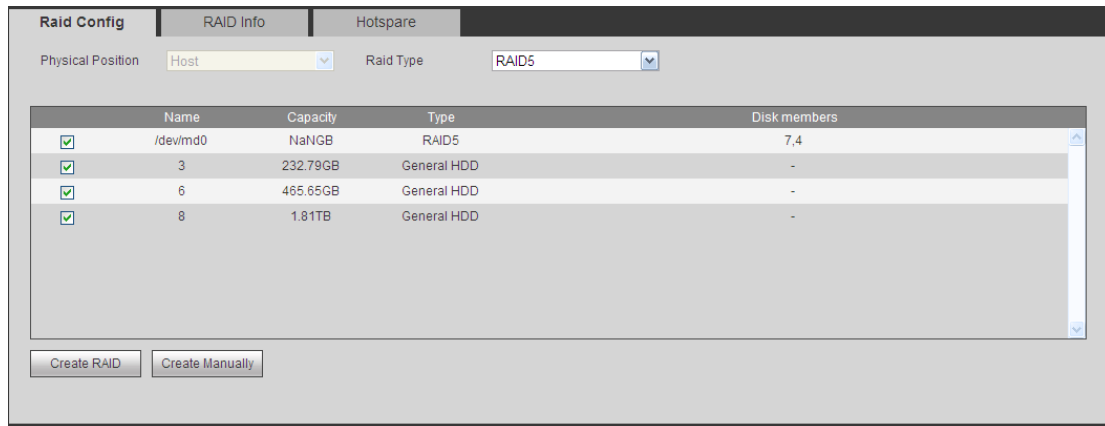 Raid Config RAID Info Hotspare
Physical Position Host Raid Type RAID5
Name Capacity Type Disk members
/dev/md0 NaNGB RAID5 7,4
3 232.79GB General HDD -
6 465.65GB General HDD -
8 1.81TB General HDD -
Create RAID Create Manually